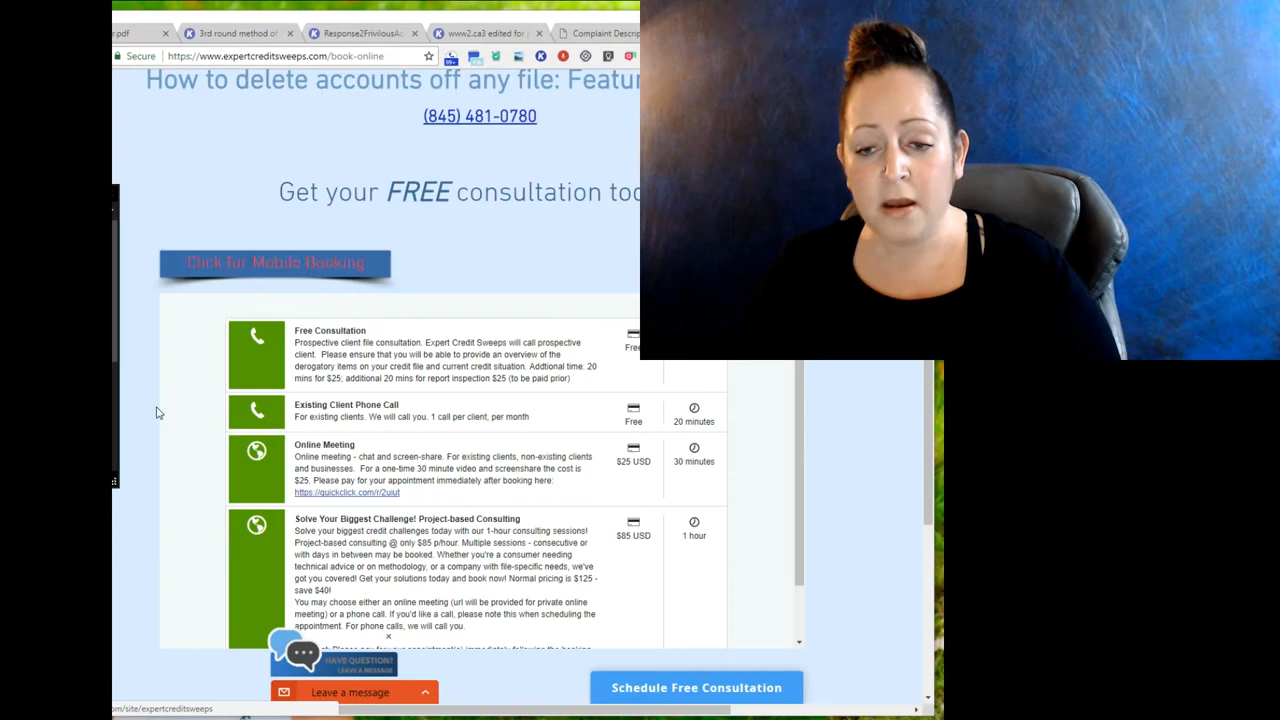 r.pdf
3rd round method of
Response2FrivilousAc
www2.ca3 edited for
Complaint Descrip
Secure
https://www.expertcreditsweeps.com/book-online
99+
How to delete accounts off any file: Featu
(845) 481-0780
Get your FREE consultation to
Click for Mobile Booking
Free Consultation
Prospective client file consultation. Expert Credit Sweeps will call prospective
client. Please ensure that you will be able to provide an overview of the
derogatory items on your credit file and current credit situation. Addtional time: 20
mins for $25; additional 20 mins for report inspection $25 (to be paid prior)
Free
Existing Client Phone Call
For existing clients. We will call you. 1 call per client, per month
Free
20 minutes
Online Meeting
Online meeting - chat and screen-share. For existing clients, non-existing clients
and businesses. For a one-time 30 minute video and screenshare the cost is
$25. Please pay for your appointment immediately after booking here:
https://quickclick.com/r/2uiut
$25 USD
30 minutes
Solve Your Biggest Challenge! Project-based Consulting
Solve your biggest credit challenges today with our 1-hour consulting sessions!
Project-based consulting @ only $85 p/hour. Multiple sessions - consecutive or
with days in between may be booked. Whether you're a consumer needing
technical advice or on methodology, or a company with file-specific needs, we've
got you covered! Get your solutions today and book now! Normal pricing is $125 -
save $40!
You may choose either an online meeting (url will be provided for private online
meeting) or a phone call. If you'd like a call, please note this when scheduling the
appointment. For phone calls, we will call you.
$85 USD
1 hour
HAVE QUESTION?
LEAVE A MESSAGE
Leave a message
Schedule Free Consultation
om/site/expertcreditsweeps